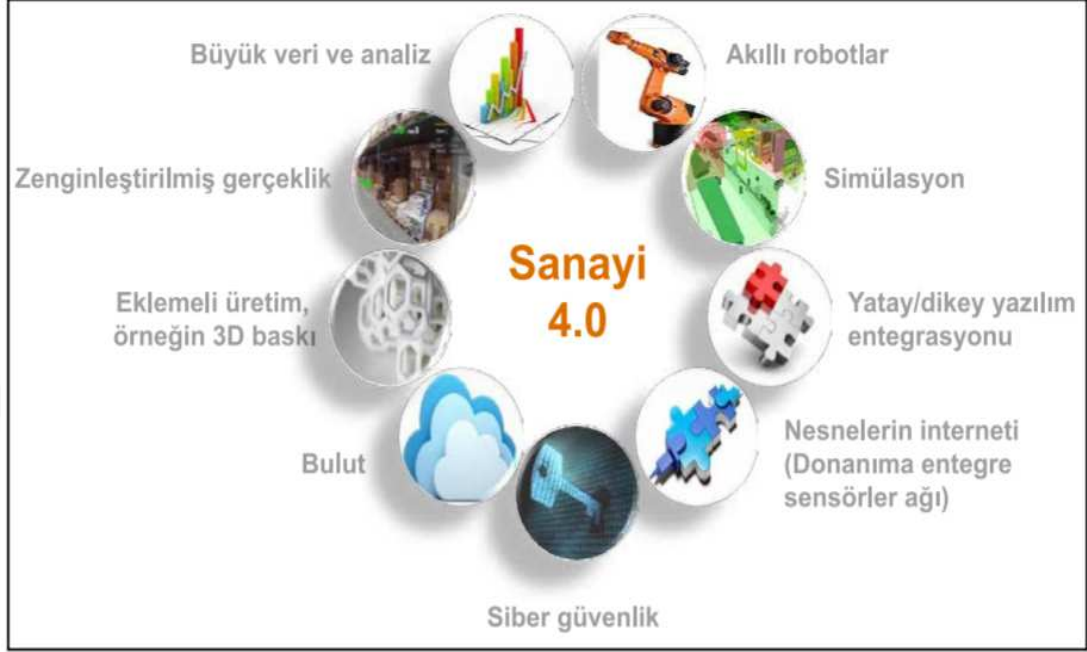 Büyük veri ve analiz
Akıllı robotlar
Zenginleştirilmiş gerçeklik
Simülasyon
Sanayi
4.0
Eklemeli üretim,
örneğin 3D baskı
Yatay/dikey yazılım
entegrasyonu
Bulut
Nesnelerin interneti
(Donanıma entegre
sensörler ağı)
Siber güvenlik